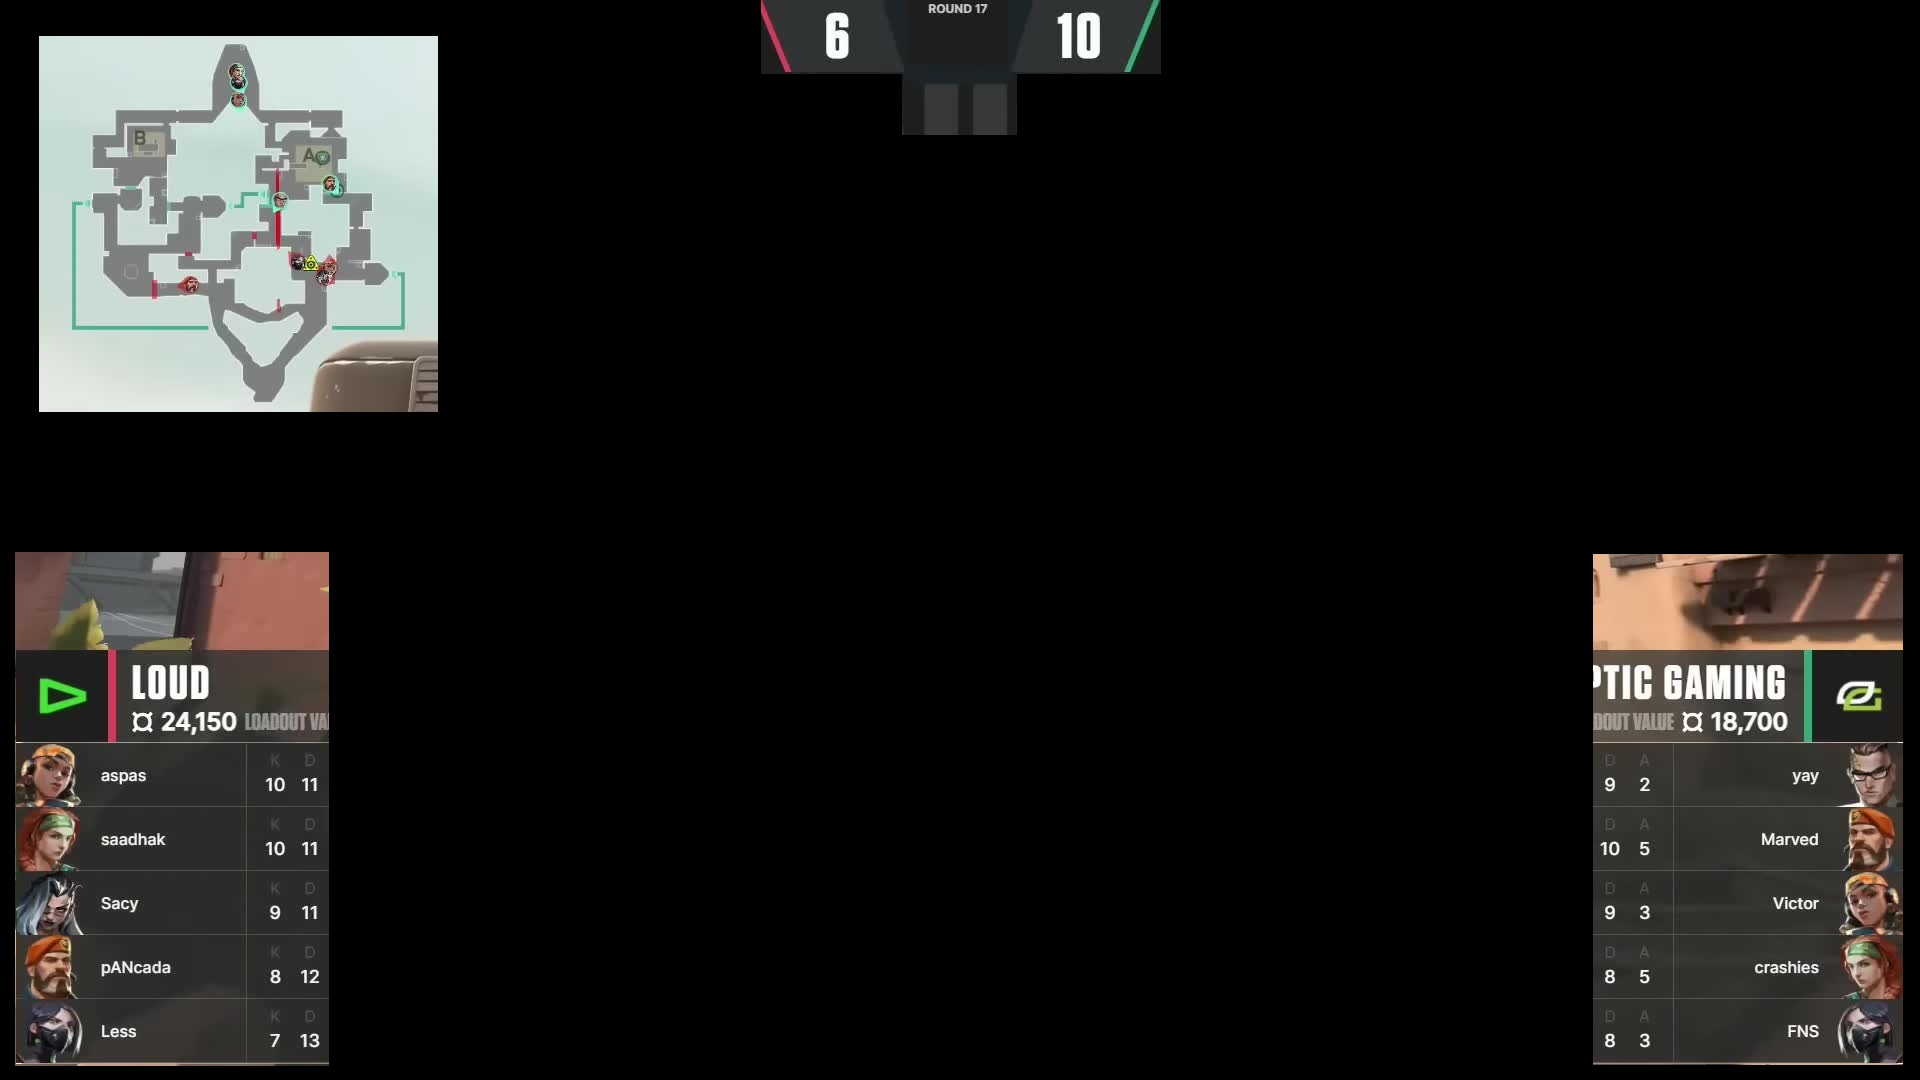 6
ROUND 17
10
B
A
LOUD
24,150 LOADOUT VA
K D
aspas 10 11
K D
saadhak 10 11
K D
Sacy 9 11
K D
pANcada 8 12
K D
Less 7 13
PTIC GAMING
DOUT VALUE 18,700
D A
9 2 yay
D A
10 5 Marved
D A
9 3 Victor
D A
8 5 crashies
D A
8 3 FNS